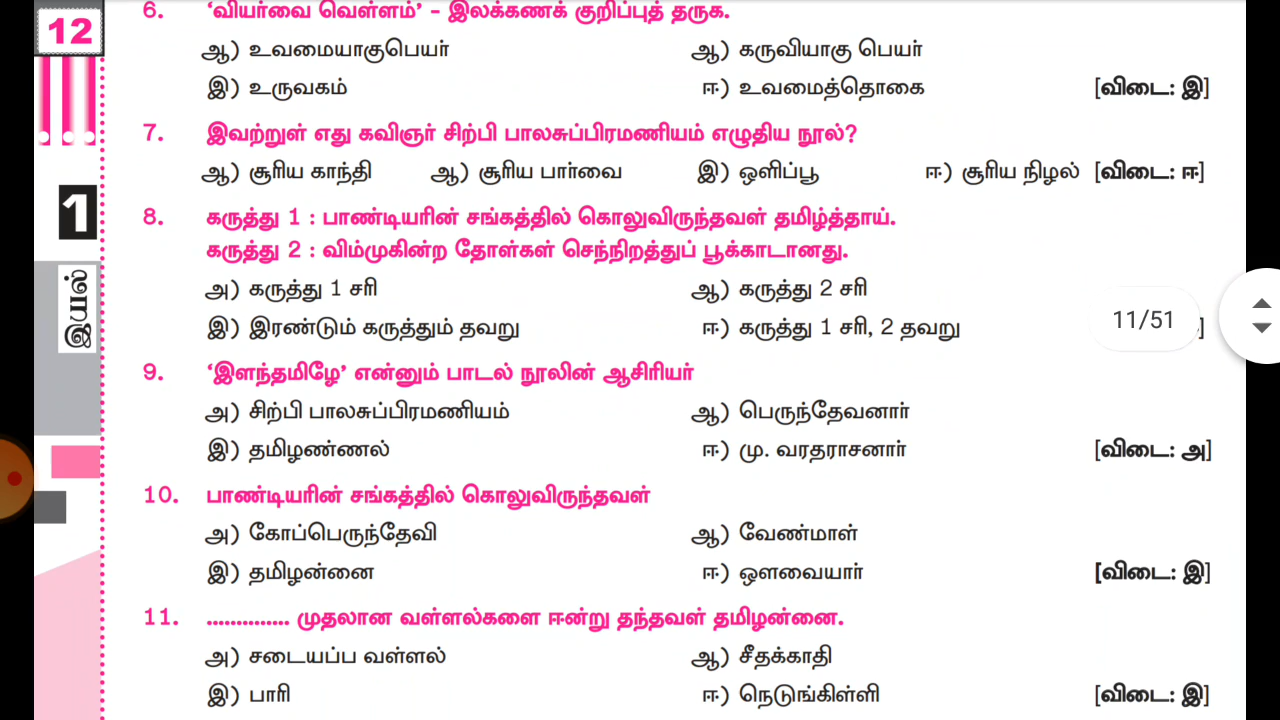 12
6. ‘வியர்வை வெள்ளம்’ - இலக்கணக் குறிப்புத் தருக.
ஆ) உவமையாகுபெயர் ஆ) கருவியாகு பெயர்
இ) உருவகம் ஈ) உவமைத்தொகை [விடை: இ]
7. இவற்றுள் எது கவிஞர் சிற்பி பாலசுப்பிரமணியம் எழுதிய நூல்?
ஆ) சூரிய காந்தி ஆ) சூரிய பார்வை இ) ஒளிப்பூ ஈ) சூரிய நிழல் [விடை: ஈ]
1
இயல்
8. கருத்து 1 : பாண்டியரின் சங்கத்தில் கொலுவிருந்தவள் தமிழ்த்தாய்.
கருத்து 2 : விம்முகின்ற தோள்கள் செந்நிறத்துப் பூக்காடானது.
அ) கருத்து 1 சரி ஆ) கருத்து 2 சரி
இ) இரண்டும் கருத்தும் தவறு ஈ) கருத்து 1 சரி, 2 தவறு ]
11/51
9. ‘இளந்தமிழே’ என்னும் பாடல் நூலின் ஆசிரியர்
அ) சிற்பி பாலசுப்பிரமணியம் ஆ) பெருந்தேவனார்
இ) தமிழண்ணல் ஈ) மு. வரதராசனார் [விடை: அ]
10. பாண்டியரின் சங்கத்தில் கொலுவிருந்தவள்
அ) கோப்பெருந்தேவி ஆ) வேண்மாள்
இ) தமிழன்னை ஈ) ஔவையார் [விடை: இ]
11. .............. முதலான வள்ளல்களை ஈன்று தந்தவள் தமிழன்னை.
அ) சடையப்ப வள்ளல் ஆ) சீதக்காதி
இ) பாரி ஈ) நெடுங்கிள்ளி [விடை: இ]